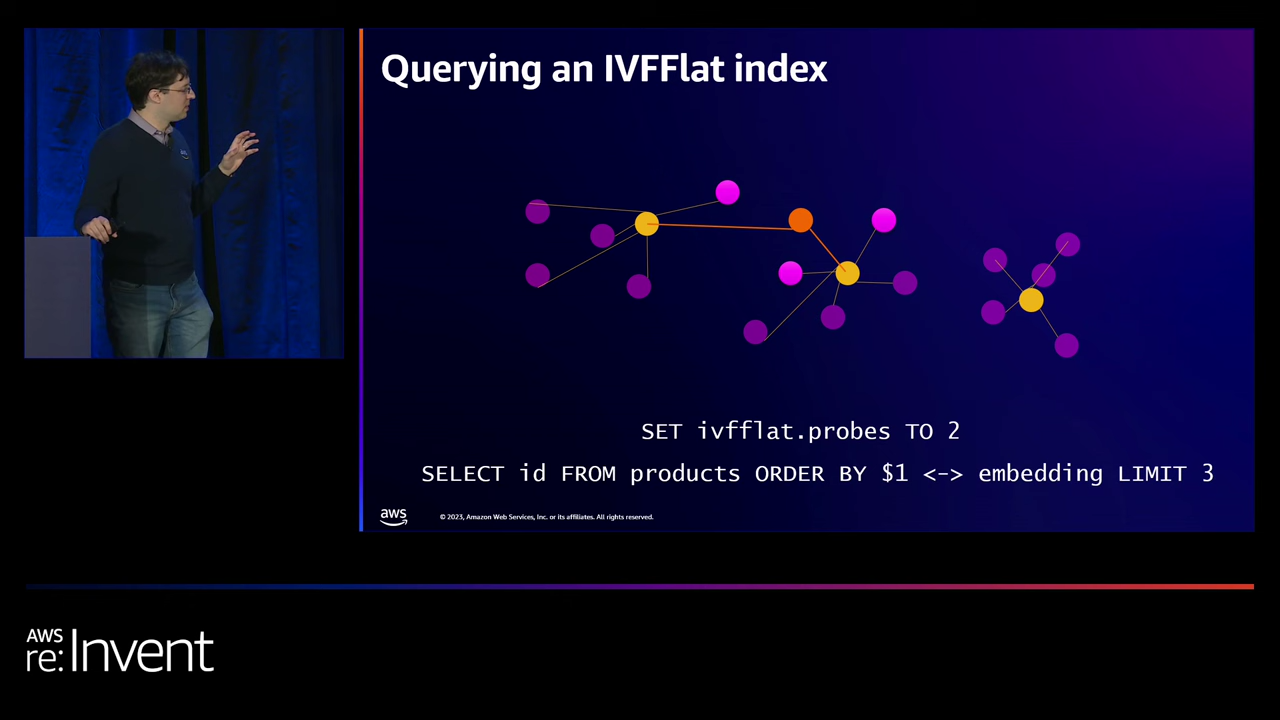 Querying an IVFFlat index
SET ivfflat.probes TO 2
SELECT id FROM products ORDER BY $1 <-> embedding LIMIT 3
aws
© 2023, Amazon Web Services, Inc. or its affiliates. All rights reserved.
AWS
re:Invent